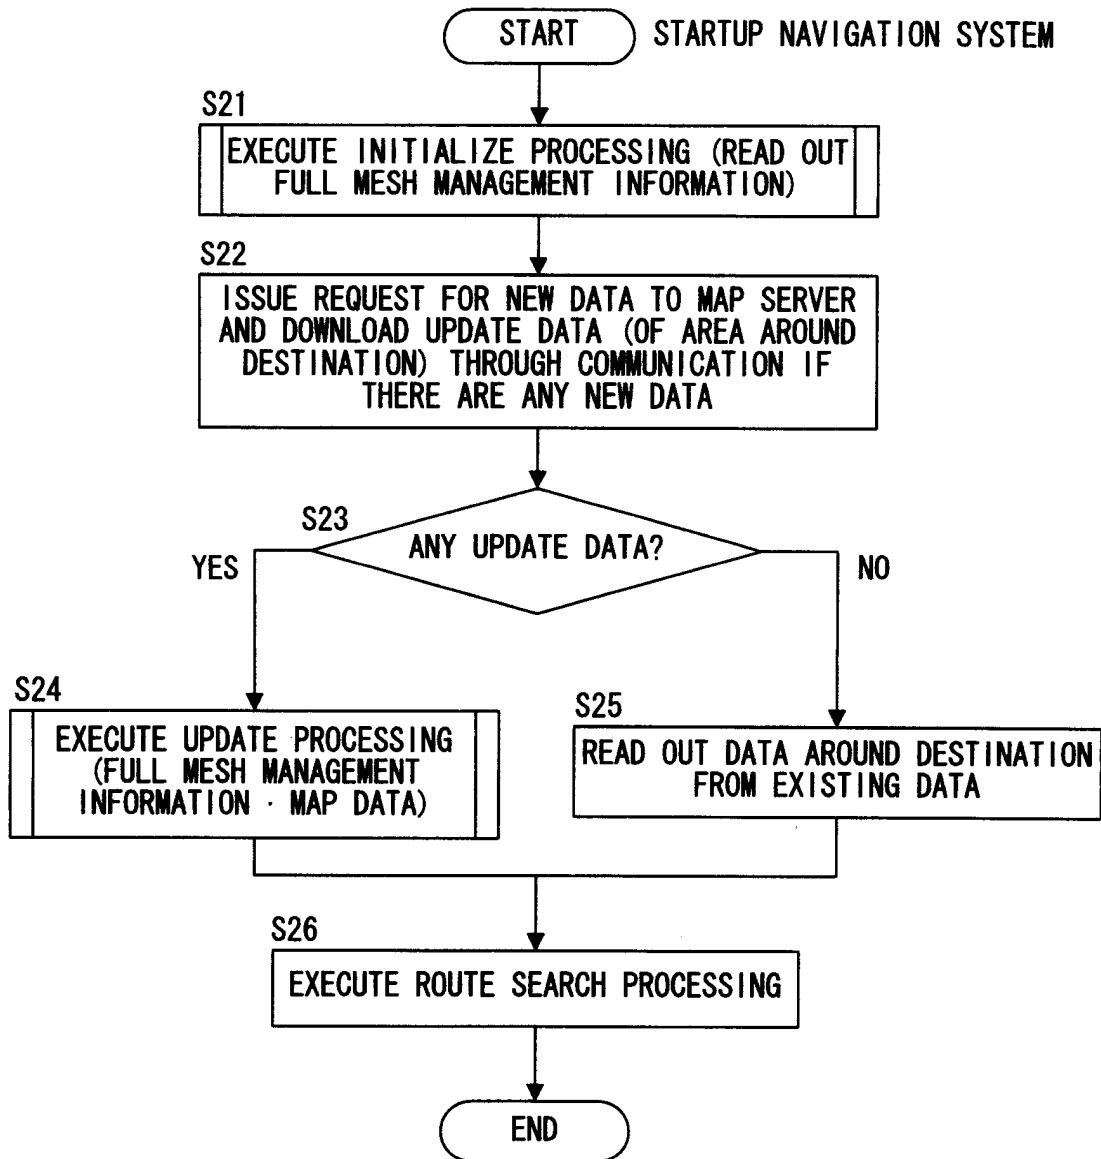 START
STARTUP NAVIGATION SYSTEM
S21
EXECUTE INITIALIZE PROCESSING (READ OUT
FULL MESH MANAGEMENT INFORMATION)
S22
ISSUE REQUEST FOR NEW DATA TO MAP SERVER
AND DOWNLOAD UPDATE DATA (OF AREA AROUND
DESTINATION) THROUGH COMMUNICATION IF
THERE ARE ANY NEW DATA
S23
ANY UPDATE DATA?
YES
NO
S24
EXECUTE UPDATE PROCESSING
(FULL MESH MANAGEMENT
INFORMATION · MAP DATA)
S25
READ OUT DATA AROUND DESTINATION
FROM EXISTING DATA
S26
EXECUTE ROUTE SEARCH PROCESSING
END